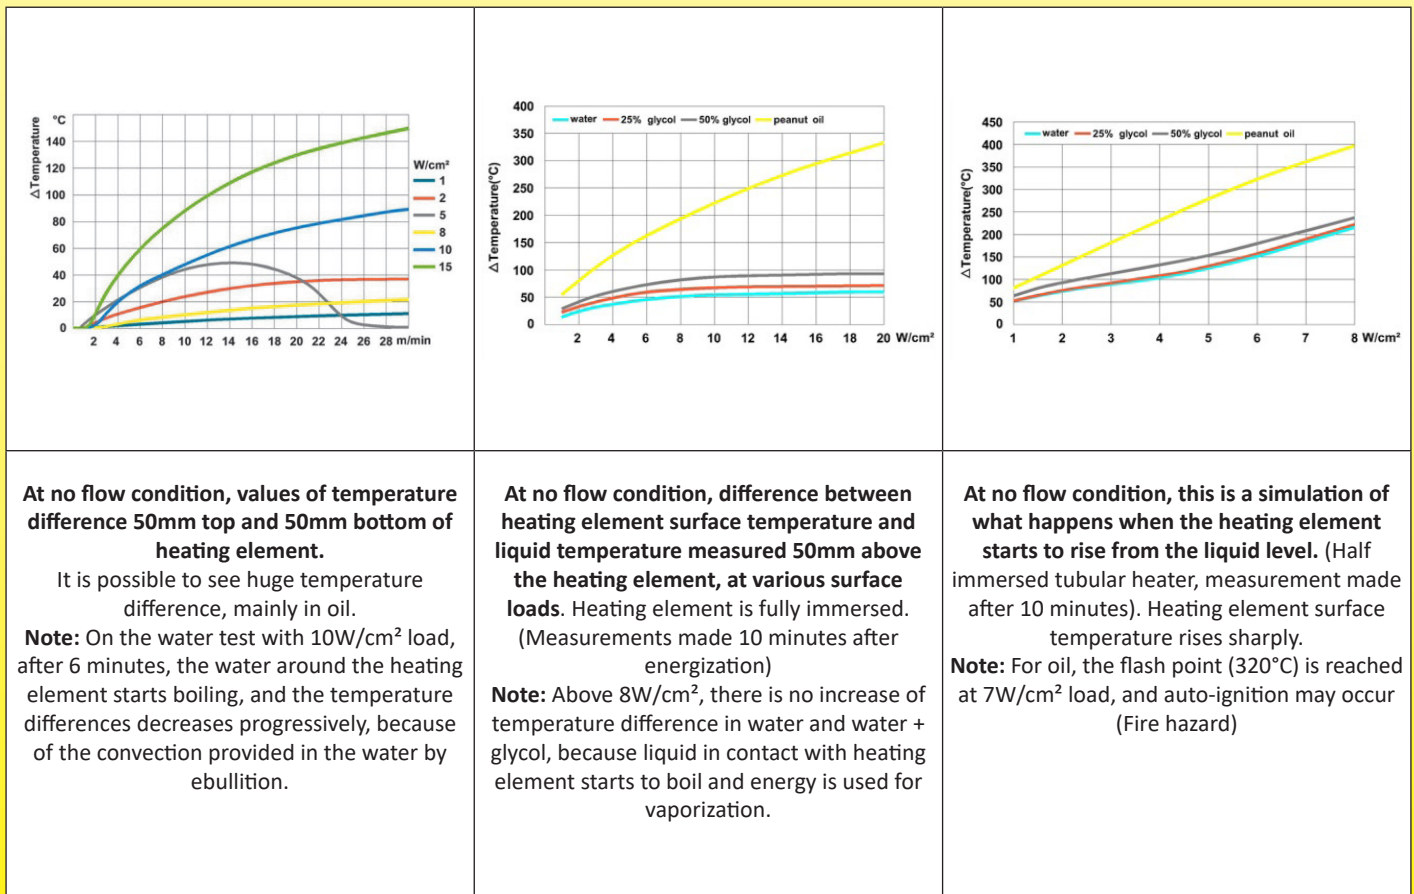 △Temperature
°C
140
120
100
80
60
40
20
0
2 4 6 8 10 12 14 16 18 20 22 24 26 28 m/min
W/cm²
1
2
5
8
10
15
400
350
300
250
200
150
100
50
0
△Temperature(°C)
water 25% glycol 50% glycol peanut oil
2 4 6 8 10 12 14 16 18 20 W/cm²
450
400
350
300
250
200
150
100
50
0
△Temperature(°C)
water 25% glycol 50% glycol peanut oil
1 2 3 4 5 6 7 8 W/cm²
At no flow condition, values of temperature
difference 50mm top and 50mm bottom of
heating element.
It is possible to see huge temperature
difference, mainly in oil.
Note: On the water test with 10W/cm² load,
after 6 minutes, the water around the heating
element starts boiling, and the temperature
differences decreases progressively, because
of the convection provided in the water by
ebullition.
At no flow condition, difference between
heating element surface temperature and
liquid temperature measured 50mm above
the heating element, at various surface
loads. Heating element is fully immersed.
(Measurements made 10 minutes after
energization)
Note: Above 8W/cm², there is no increase of
temperature difference in water and water +
glycol, because liquid in contact with heating
element starts to boil and energy is used for
vaporization.
At no flow condition, this is a simulation of
what happens when the heating element
starts to rise from the liquid level. (Half
immersed tubular heater, measurement made
after 10 minutes). Heating element surface
temperature rises sharply.
Note: For oil, the flash point (320°C) is reached
at 7W/cm² load, and auto-ignition may occur
(Fire hazard)